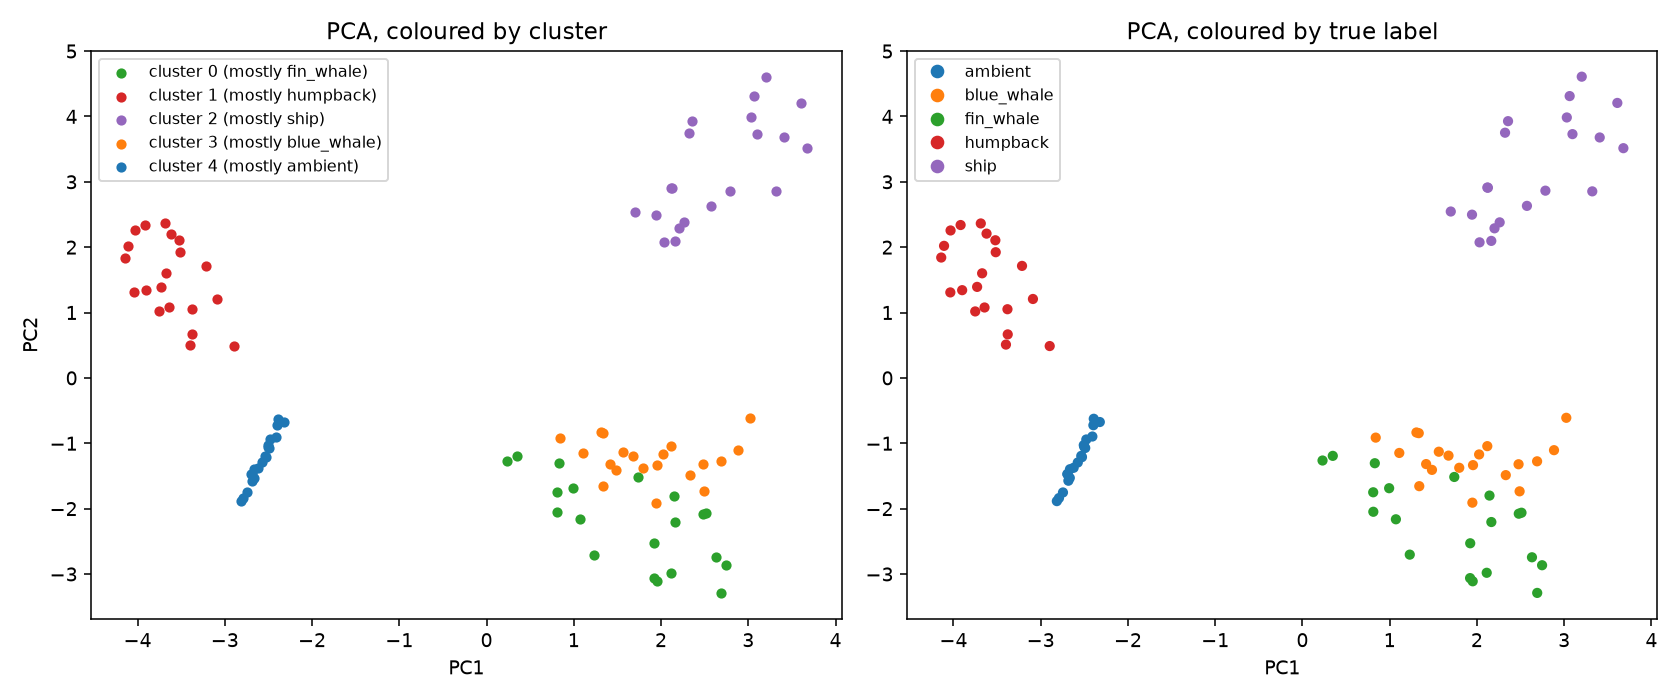 PCA, coloured by cluster
5
4
3
2
1
0
−1
−2
−3
PC2
cluster 0 (mostly fin_whale)
cluster 1 (mostly humpback)
cluster 2 (mostly ship)
cluster 3 (mostly blue_whale)
cluster 4 (mostly ambient)
−4 −3 −2 −1 0 1 2 3 4
PC1
PCA, coloured by true label
5
4
3
2
1
0
−1
−2
−3
ambient
blue_whale
fin_whale
humpback
ship
−4 −3 −2 −1 0 1 2 3 4
PC1